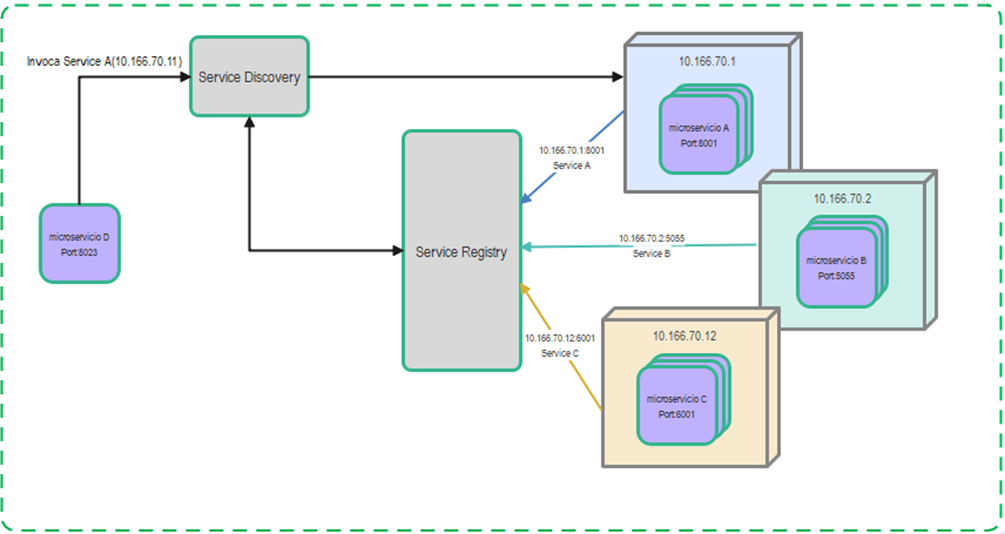 Invoca Service A(10.166.70.11)
Service Discovery
10.166.70.1
microservicio A
Port:8001
10.166.70.1:8001
Service A
10.166.70.2
microservicio B
Port:5055
10.166.70.2:5055
Service B
microservicio D
Port:8023
Service Registry
10.166.70.12
microservicio C
Port:6001
10.166.70.12:6001
Service C